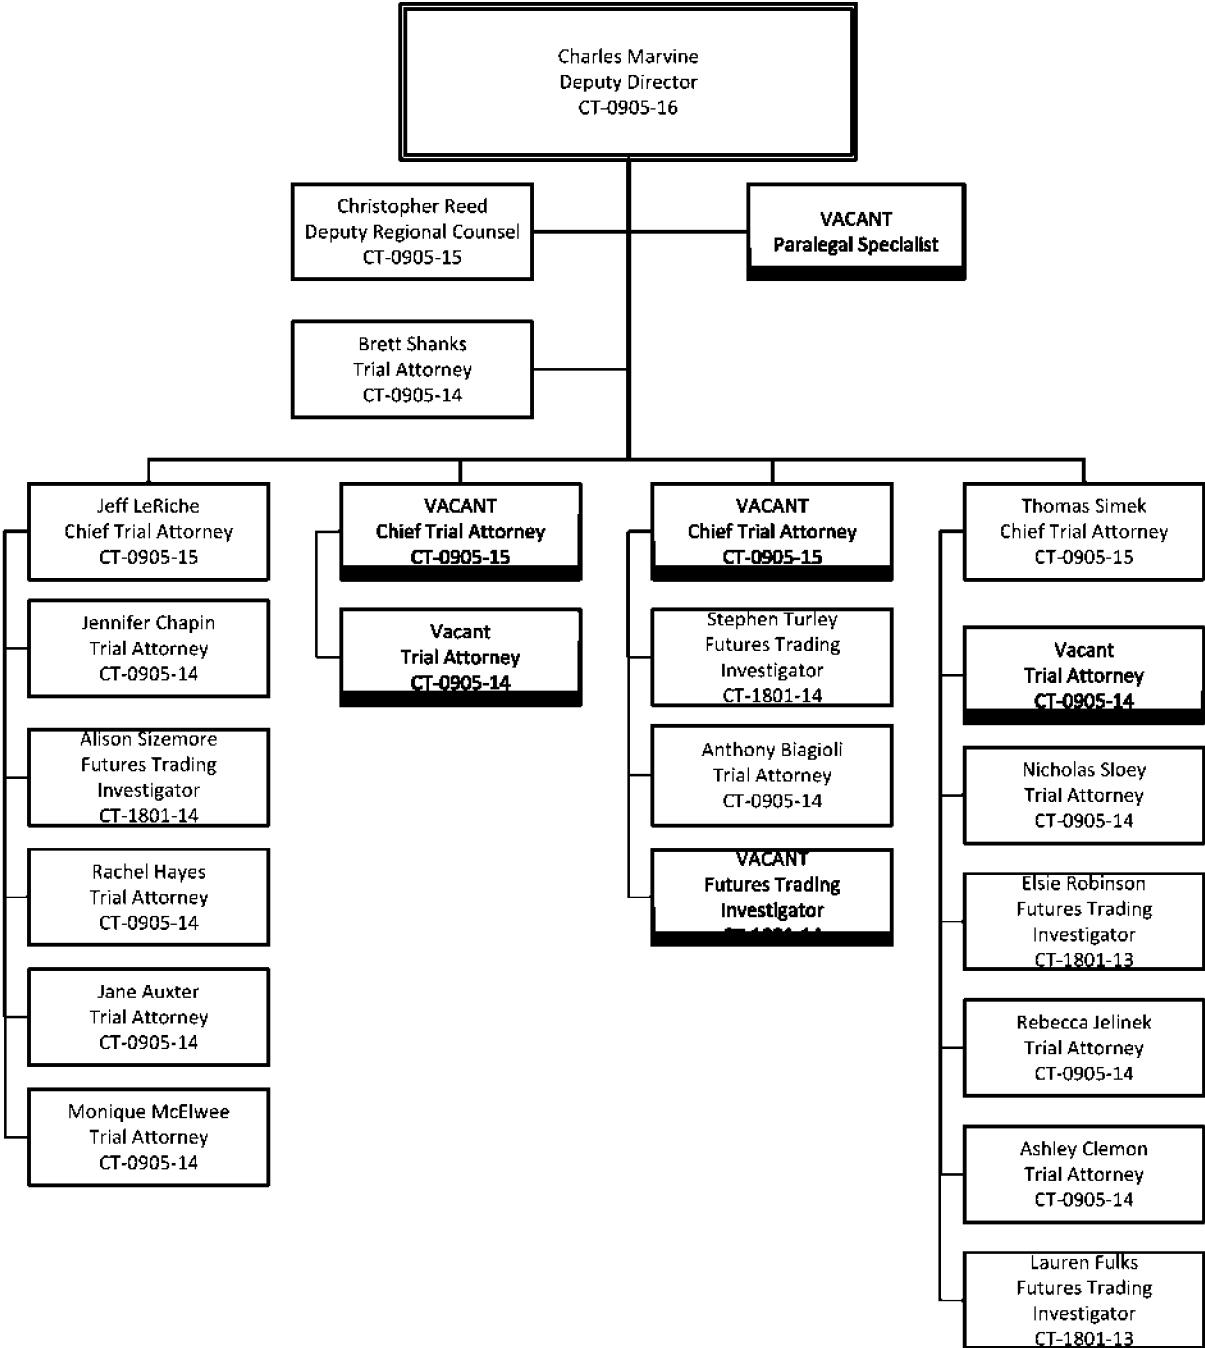 Charles Marvine
Deputy Director
CT-0905-16
Christopher Reed
Deputy Regional Counsel
CT-0905-15
VACANT
Paralegal Specialist
Brett Shanks
Trial Attorney
CT-0905-14
Jeff LeRiche
Chief Trial Attorney
CT-0905-15
Jennifer Chapin
Trial Attorney
CT-0905-14
Alison Sizemore
Futures Trading
Investigator
CT-1801-14
Rachel Hayes
Trial Attorney
CT-0905-14
Jane Auxter
Trial Attorney
CT-0905-14
Monique McElwee
Trial Attorney
CT-0905-14
VACANT
Chief Trial Attorney
CT-0905-15
Vacant
Trial Attorney
CT-0905-14
VACANT
Chief Trial Attorney
CT-0905-15
Stephen Turley
Futures Trading
Investigator
CT-1801-14
Anthony Biagioli
Trial Attorney
CT-0905-14
VACANT
Futures Trading
Investigator
Thomas Simek
Chief Trial Attorney
CT-0905-15
Vacant
Trial Attorney
CT-0905-14
Nicholas Sloey
Trial Attorney
CT-0905-14
Elsie Robinson
Futures Trading
Investigator
CT-1801-13
Rebecca Jelinek
Trial Attorney
CT-0905-14
Ashley Clemon
Trial Attorney
CT-0905-14
Lauren Fulks
Futures Trading
Investigator
CT-1801-13